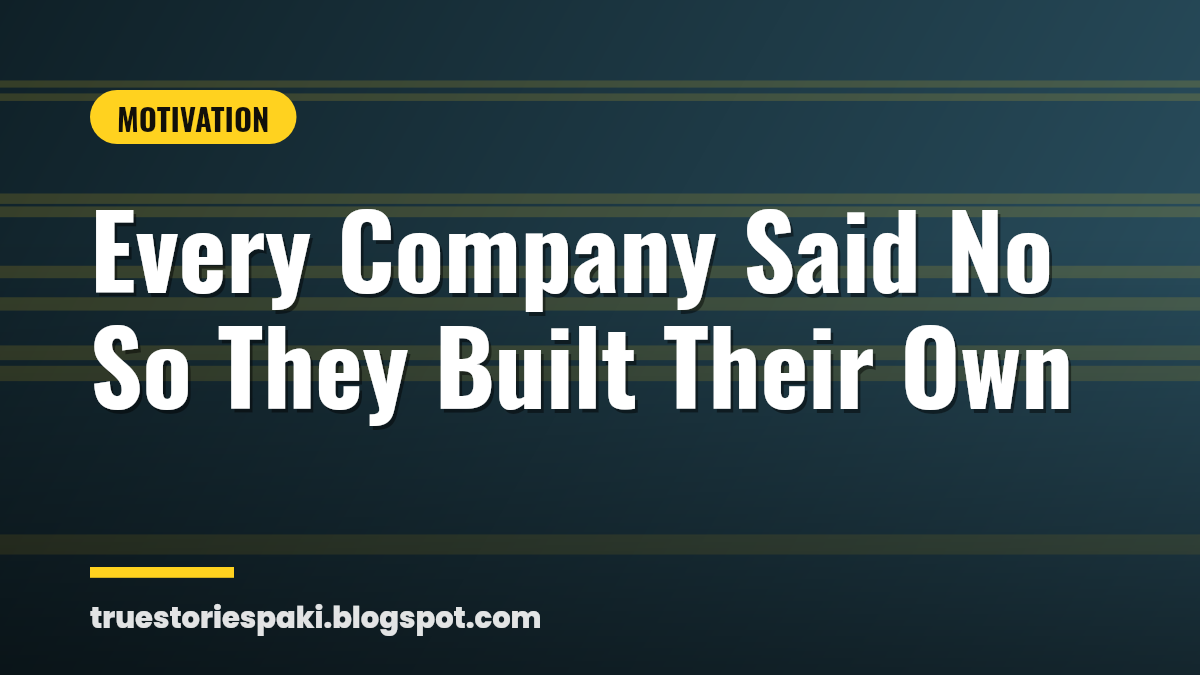 MOTIVATION
Every Company Said No
So They Built Their Own
truestoriespaki.blogspot.com